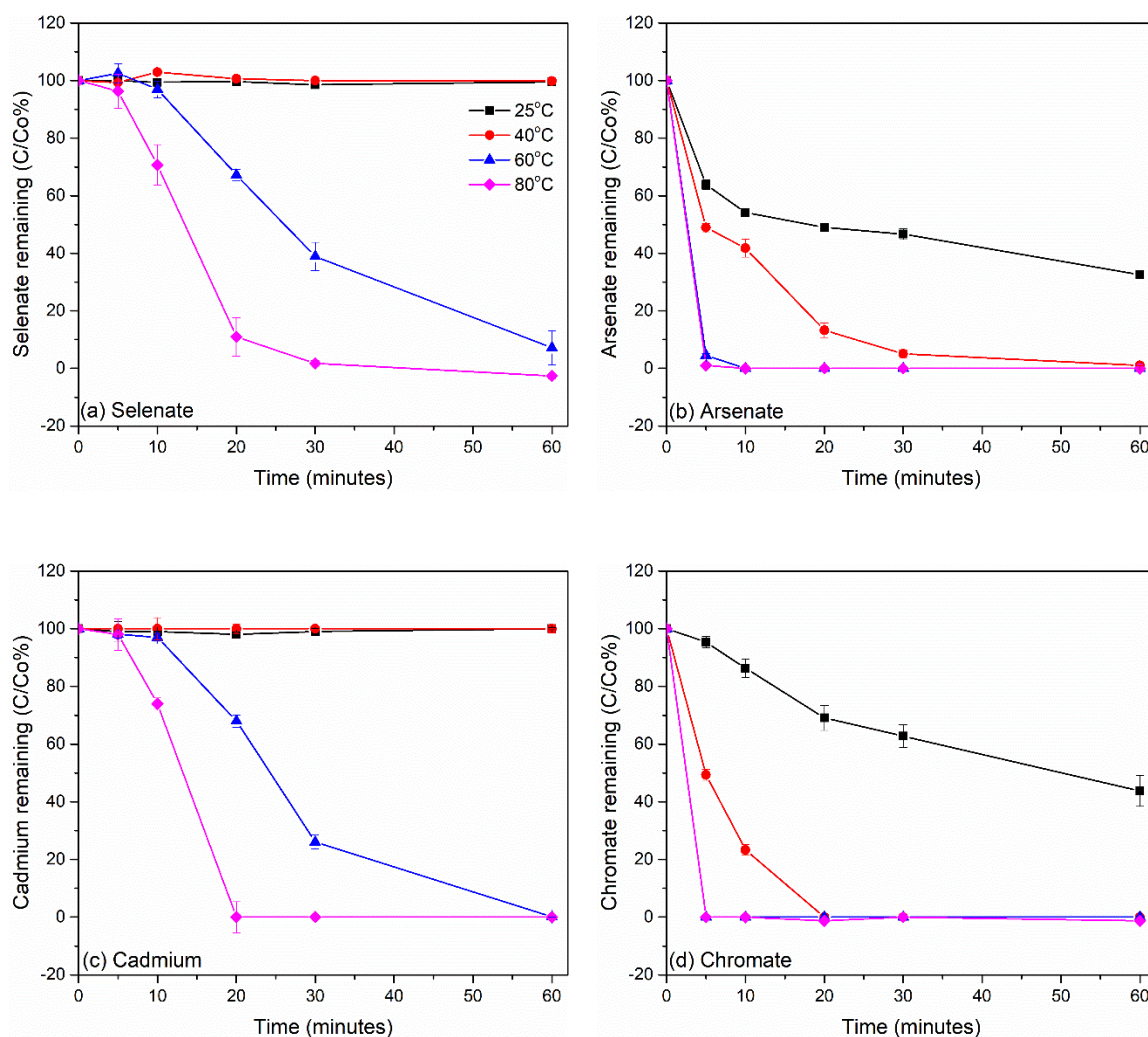 120
100
80
60
40
20
0
-20
Selenate remaining (C/Co%)
25°C
40°C
60°C
80°C
(a) Selenate
0 10 20 30 40 50 60
Time (minutes)
120
100
80
60
40
20
0
-20
Arsenate remaining (C/Co%)
(b) Arsenate
0 10 20 30 40 50 60
Time (minutes)
120
100
80
60
40
20
0
-20
Cadmium remaining (C/Co%)
(c) Cadmium
0 10 20 30 40 50 60
Time (minutes)
120
100
80
60
40
20
0
-20
Chromate remaining (C/Co%)
(d) Chromate
0 10 20 30 40 50 60
Time (minutes)